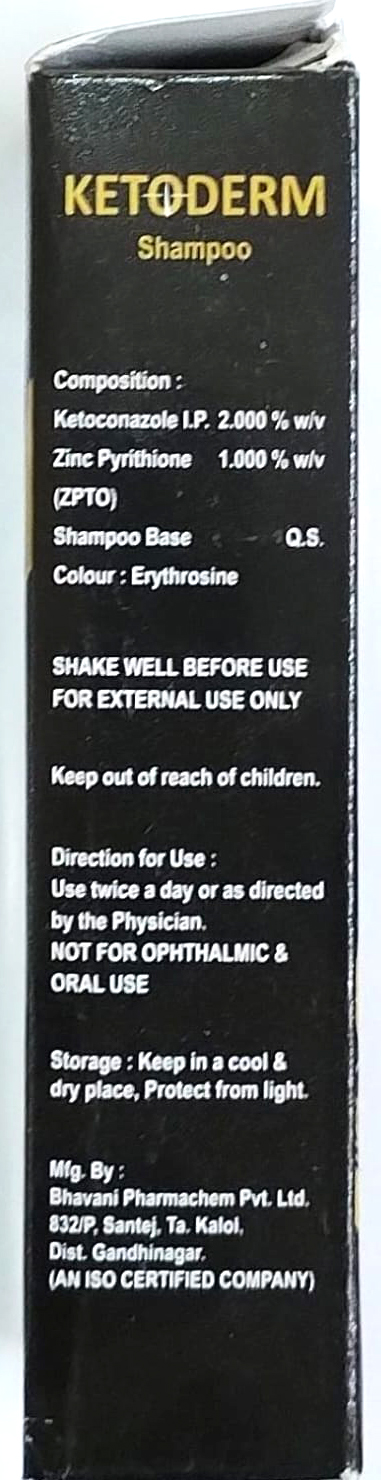 KETODERM
Shampoo
Composition :
Ketoconazole I.P. 2.000 % w/v
Zinc Pyrithione 1.000 % w/v
(ZPTO)
Shampoo Base Q.S.
Colour : Erythrosine
SHAKE WELL BEFORE USE
FOR EXTERNAL USE ONLY
Keep out of reach of children.
Direction for Use :
Use twice a day or as directed
by the Physician.
NOT FOR OPHTHALMIC &
ORAL USE
Storage : Keep in a cool &
dry place, Protect from light.
Mfg. By :
Bhavani Pharmachem Pvt. Ltd.
832/P, Santej, Ta. Kalol,
Dist. Gandhinagar.
(AN ISO CERTIFIED COMPANY)